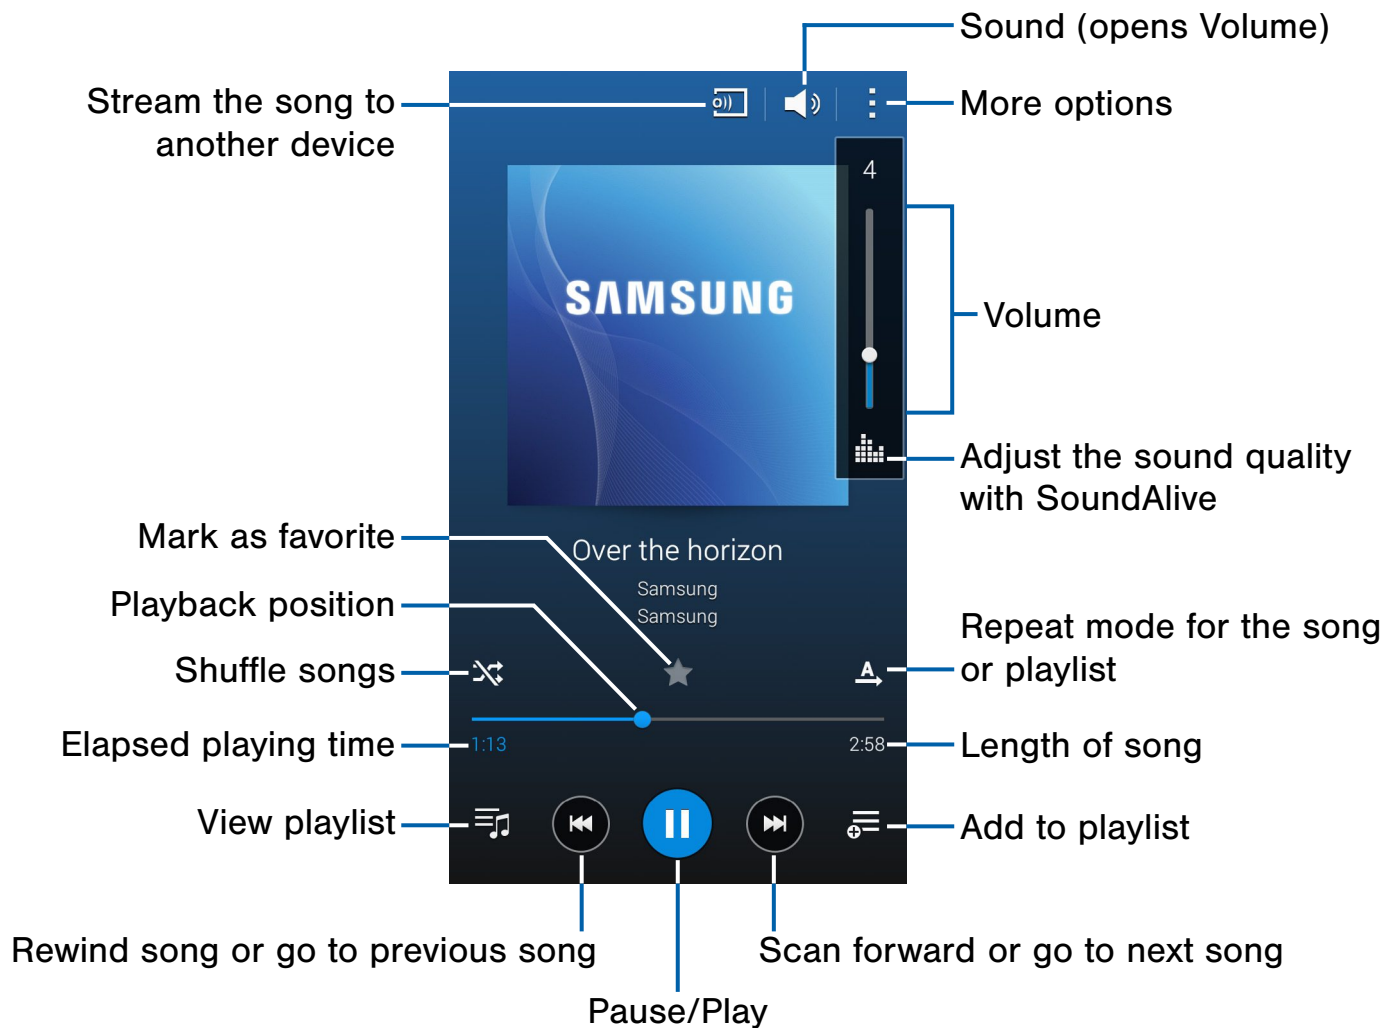 Sound (opens Volume)
Stream the song to
another device
More options
4
SAMSUNG
Volume
Adjust the sound quality
with SoundAlive
Mark as favorite
Over the horizon
Samsung
Samsung
Playback position
Repeat mode for the song
or playlist
Shuffle songs
A
Elapsed playing time
1:13
2:58
Length of song
View playlist
Add to playlist
Rewind song or go to previous song
Scan forward or go to next song
Pause/Play